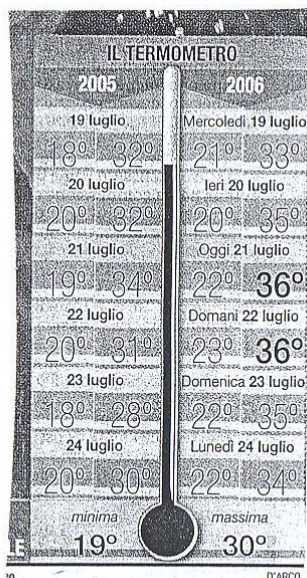 IL TERMOMETRO
2005 2006
19 luglio Mercoledì 19 luglio
18° 32° 21° 33°
20 luglio Ieri 20 luglio
20° 32° 20° 35°
21 luglio Oggi 21 luglio
19° 34° 22° 36°
22 luglio Domani 22 luglio
20° 31° 23° 36°
23 luglio Domenica 23 luglio
18° 28° 22° 35°
24 luglio Lunedì 24 luglio
20° 30° 22° 34°
minima massima
19° 30°
LE
D'ARCO